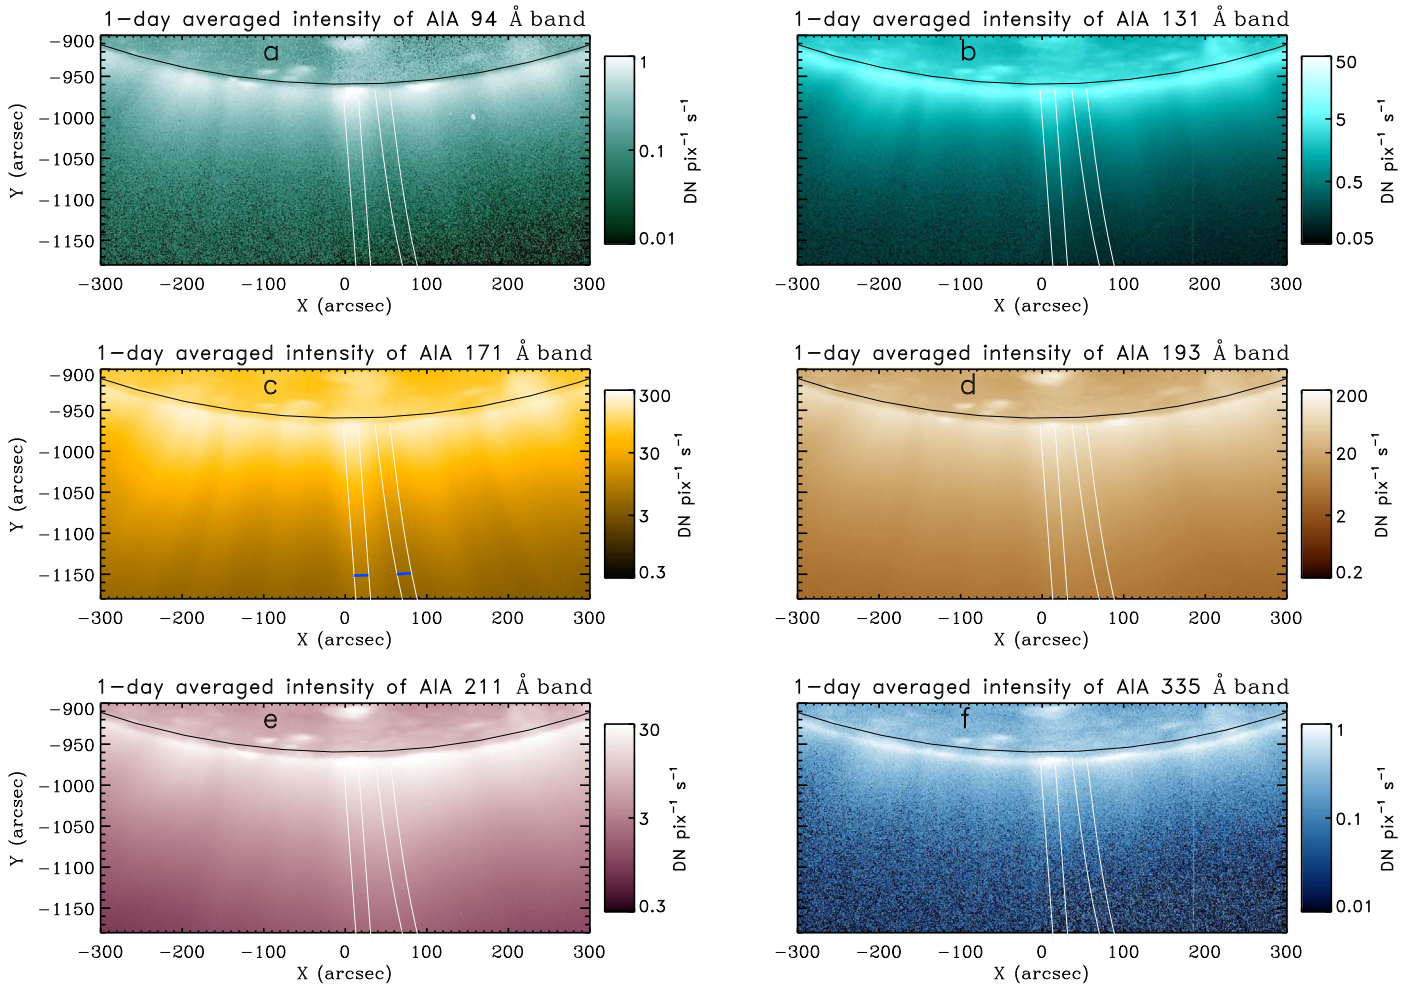 1-day averaged intensity of AIA 94 Å band
a
-900
-950
-1000
-1050
-1100
-1150
Y (arcsec)
-300 -200 -100 0 100 200 300
X (arcsec)
1
0.1
0.01
DN pix⁻¹ s⁻¹
1-day averaged intensity of AIA 131 Å band
b
-300 -200 -100 0 100 200 300
X (arcsec)
50
5
0.5
0.05
DN pix⁻¹ s⁻¹
1-day averaged intensity of AIA 171 Å band
c
-900
-950
-1000
-1050
-1100
-1150
Y (arcsec)
-300 -200 -100 0 100 200 300
X (arcsec)
300
30
3
0.3
DN pix⁻¹ s⁻¹
1-day averaged intensity of AIA 193 Å band
d
-300 -200 -100 0 100 200 300
X (arcsec)
200
20
2
0.2
DN pix⁻¹ s⁻¹
1-day averaged intensity of AIA 211 Å band
e
-900
-950
-1000
-1050
-1100
-1150
Y (arcsec)
-300 -200 -100 0 100 200 300
X (arcsec)
30
3
0.3
DN pix⁻¹ s⁻¹
1-day averaged intensity of AIA 335 Å band
f
-300 -200 -100 0 100 200 300
X (arcsec)
1
0.1
0.01
DN pix⁻¹ s⁻¹